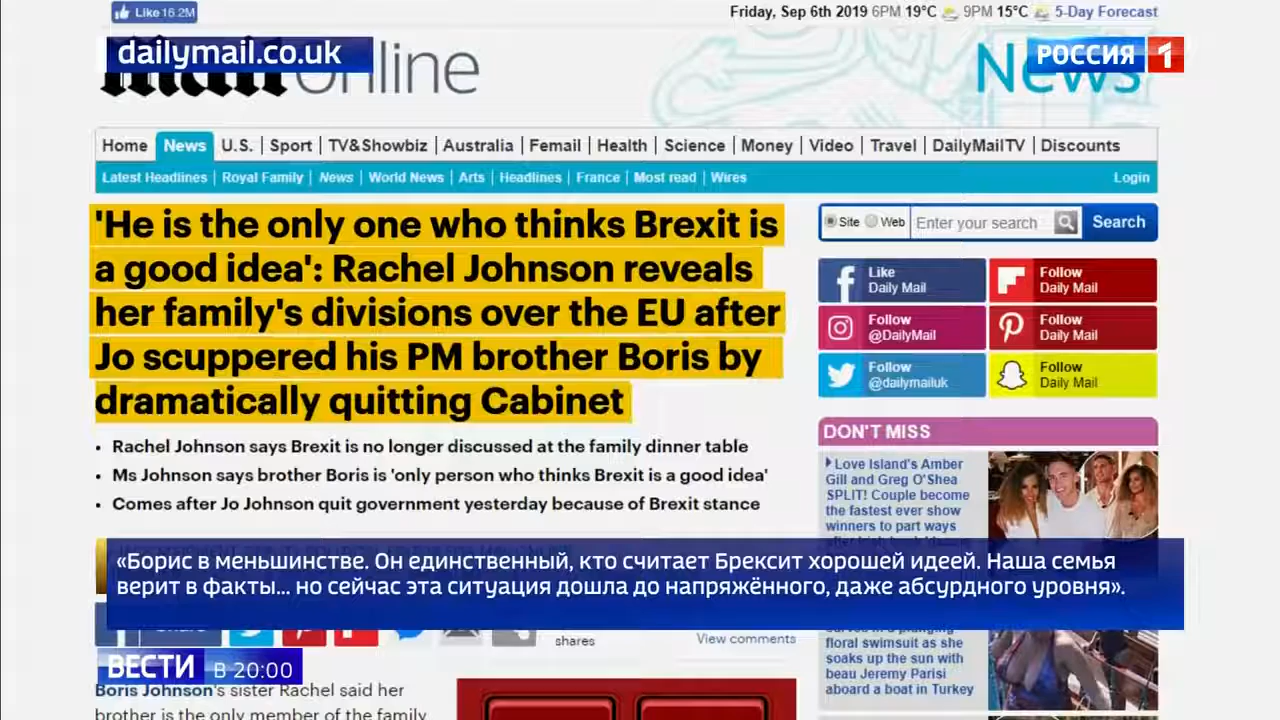 Like 16.2M
Friday, Sep 6th 2019 6PM 19°C 9PM 15°C 5-Day Forecast
dailymail.co.uk
Online
News
РОССИЯ 1
Home News U.S. Sport TV&Showbiz Australia Femail Health Science Money Video Travel DailyMailTV Discounts
Latest Headlines Royal Family News World News Arts Headlines France Most read Wires Login
'He is the only one who thinks Brexit is
a good idea': Rachel Johnson reveals
her family's divisions over the EU after
Jo scuppered his PM brother Boris by
dramatically quitting Cabinet
Rachel Johnson says Brexit is no longer discussed at the family dinner table
Ms Johnson says brother Boris is 'only person who thinks Brexit is a good idea'
Comes after Jo Johnson quit government yesterday because of Brexit stance
Site Web Enter your search Search
Like
Daily Mail
Follow
Daily Mail
Follow
@DailyMail
Follow
Daily Mail
Follow
@dailymailuk
Follow
Daily Mail
DON'T MISS
Love Island's Amber
Gill and Greg O'Shea
SPLIT! Couple become
the fastest ever show
winners to part ways
«Борис в меньшинстве. Он единственный, кто считает Брексит хорошей идеей. Наша семья
верит в факты... но сейчас эта ситуация дошла до напряжённого, даже абсурдного уровня».
shares
View comments
floral swimsuit as she
soaks up the sun with
beau Jeremy Parisi
aboard a boat in Turkey
ВЕСТИ В 20:00
Boris Johnson's sister Rachel said her
brother is the only member of the family